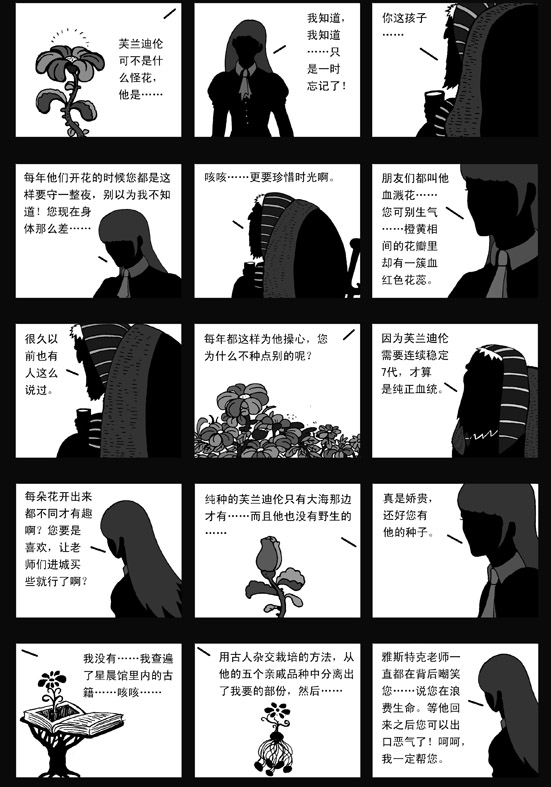 芙兰迪伦
可不是什
么怪花，
他是……
我知道，
我知道
……只
是一时
忘记了！
你这孩子
……
每年他们开花的时候您都是这
样要守一整夜，别以为我不知
道！您现在身
体那么差……
咳咳……更要珍惜时光啊。
朋友们都叫他
血溅花……
您可别生气
……橙黄相
间的花瓣里
却有一簇血
红色花蕊。
很久以
前也有
人这么
说过。
每年都这样为他操心，您
为什么不种点别的呢？
因为芙兰迪伦
需要连续稳定
7代，才算
是纯正血统。
每朵花开出来
都不同才有趣
啊？您要是
喜欢，让老
师们进城买
些就行了啊？
纯种的芙兰迪伦只有大海那边
才有……而且他也没有野生的
……
真是娇贵，
还好您有
他的种子。
我没有……我查遍
了星晨馆里内的古
籍……咳咳……
用古人杂交栽培的方法，从
他的五个亲戚品种中分离出
了我要的部份，然后……
雅斯特克老师一
直都在背后嘲笑
您……说您在浪
费生命。等他回
来之后您可以出
口恶气了！呵呵，
我一定帮您。